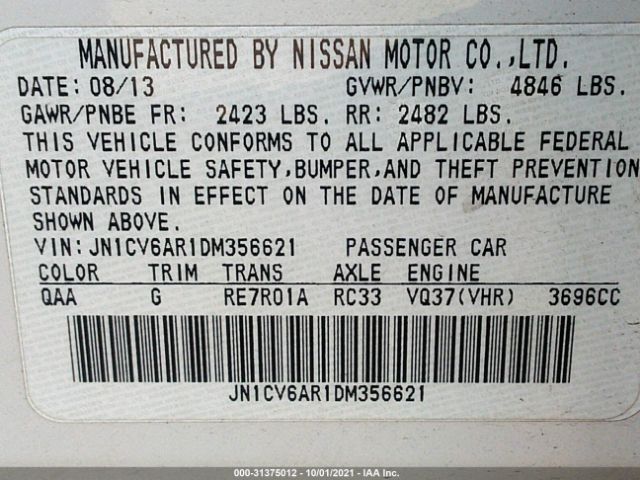 MANUFACTURED BY NISSAN MOTOR CO.,LTD.
DATE: 08/13 GVWR/PNBV: 4846 LBS.
GAWR/PNBE FR: 2423 LBS. RR: 2482 LBS.
THIS VEHICLE CONFORMS TO ALL APPLICABLE FEDERAL
MOTOR VEHICLE SAFETY,BUMPER,AND THEFT PREVENTION
STANDARDS IN EFFECT ON THE DATE OF MANUFACTURE
SHOWN ABOVE.
VIN:JN1CV6AR1DM356621 PASSENGER CAR
COLOR TRIM TRANS AXLE ENGINE
QAA G RE7R01A RC33 VQ37(VHR) 3696CC
JN1CV6AR1DM356621
000-31375012 - 10/01/2021 - IAA Inc.